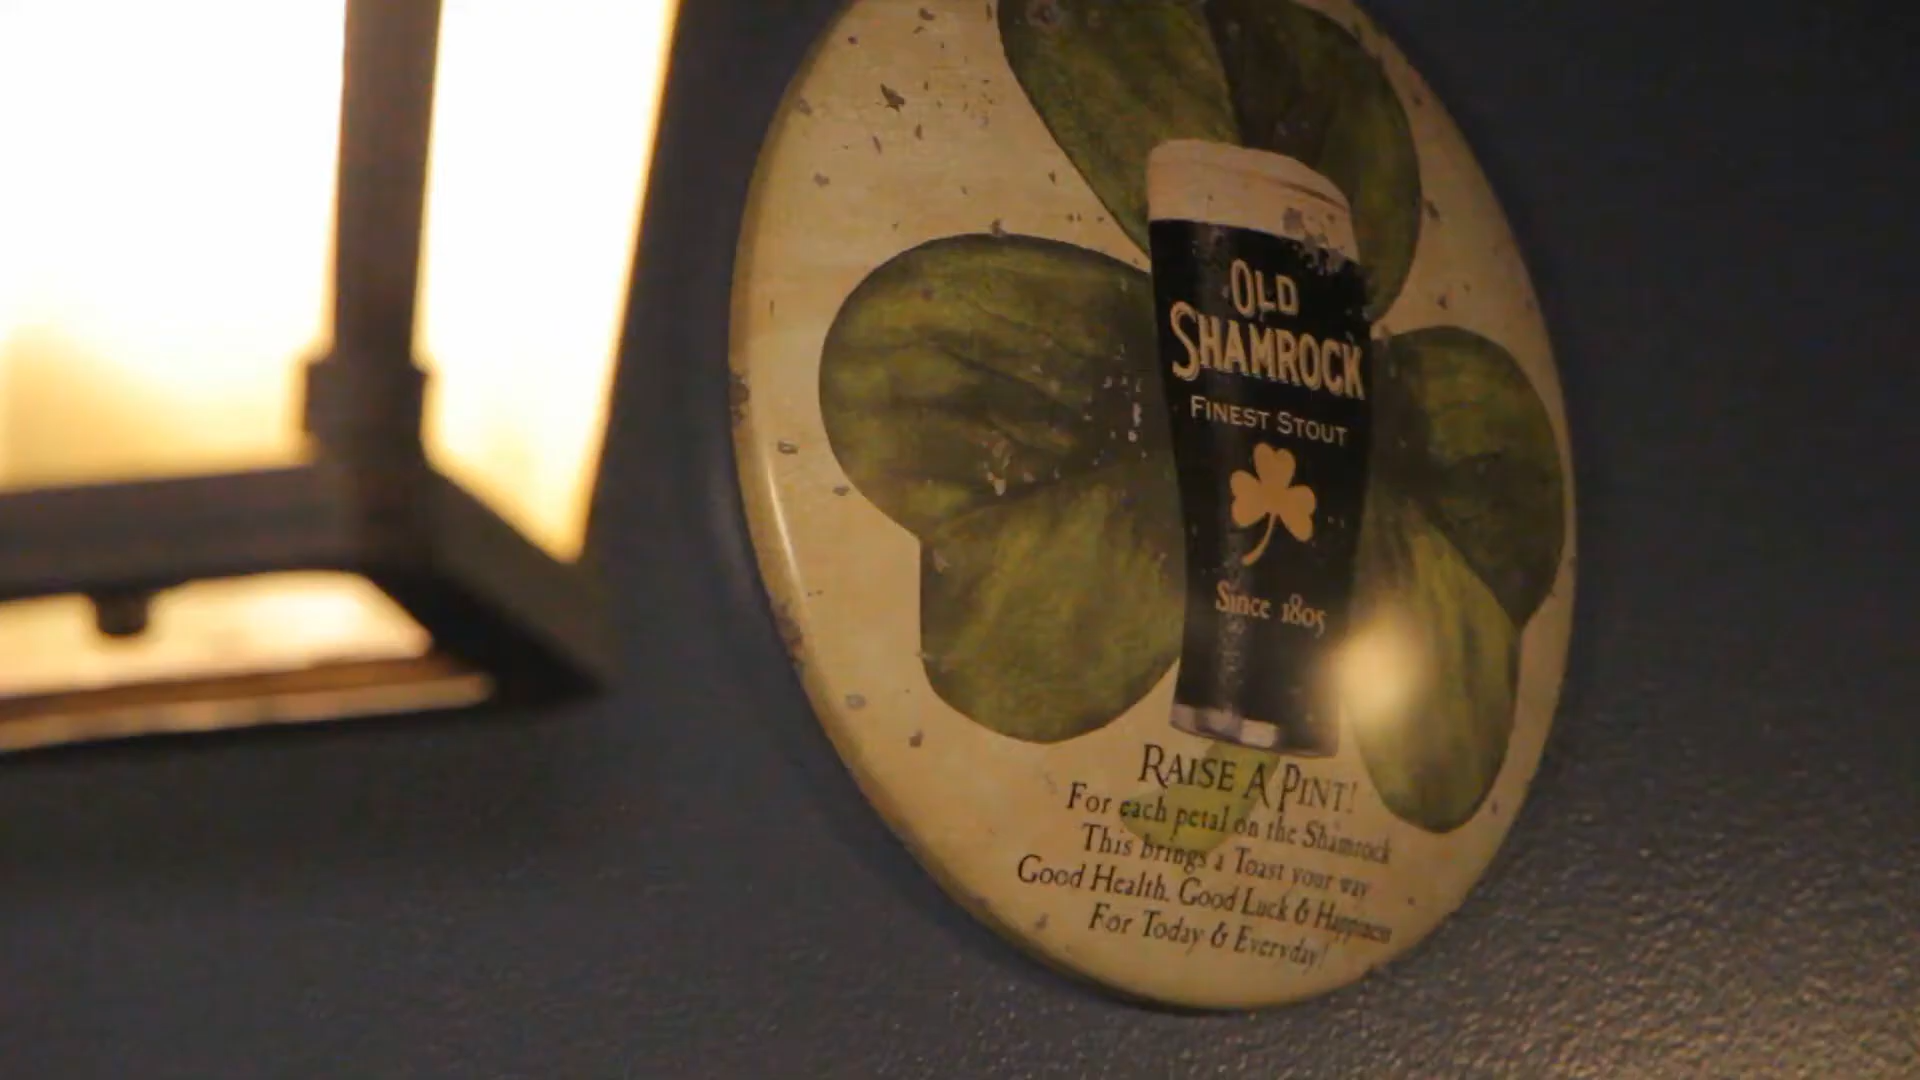 OLD
SHAMROCK
FINEST STOUT
Since 1805
RAISE A PINT!
For each petal on the Shamrock
This brings a Toast your way
Good Health, Good Luck & Happiness
For Today & Everyday!